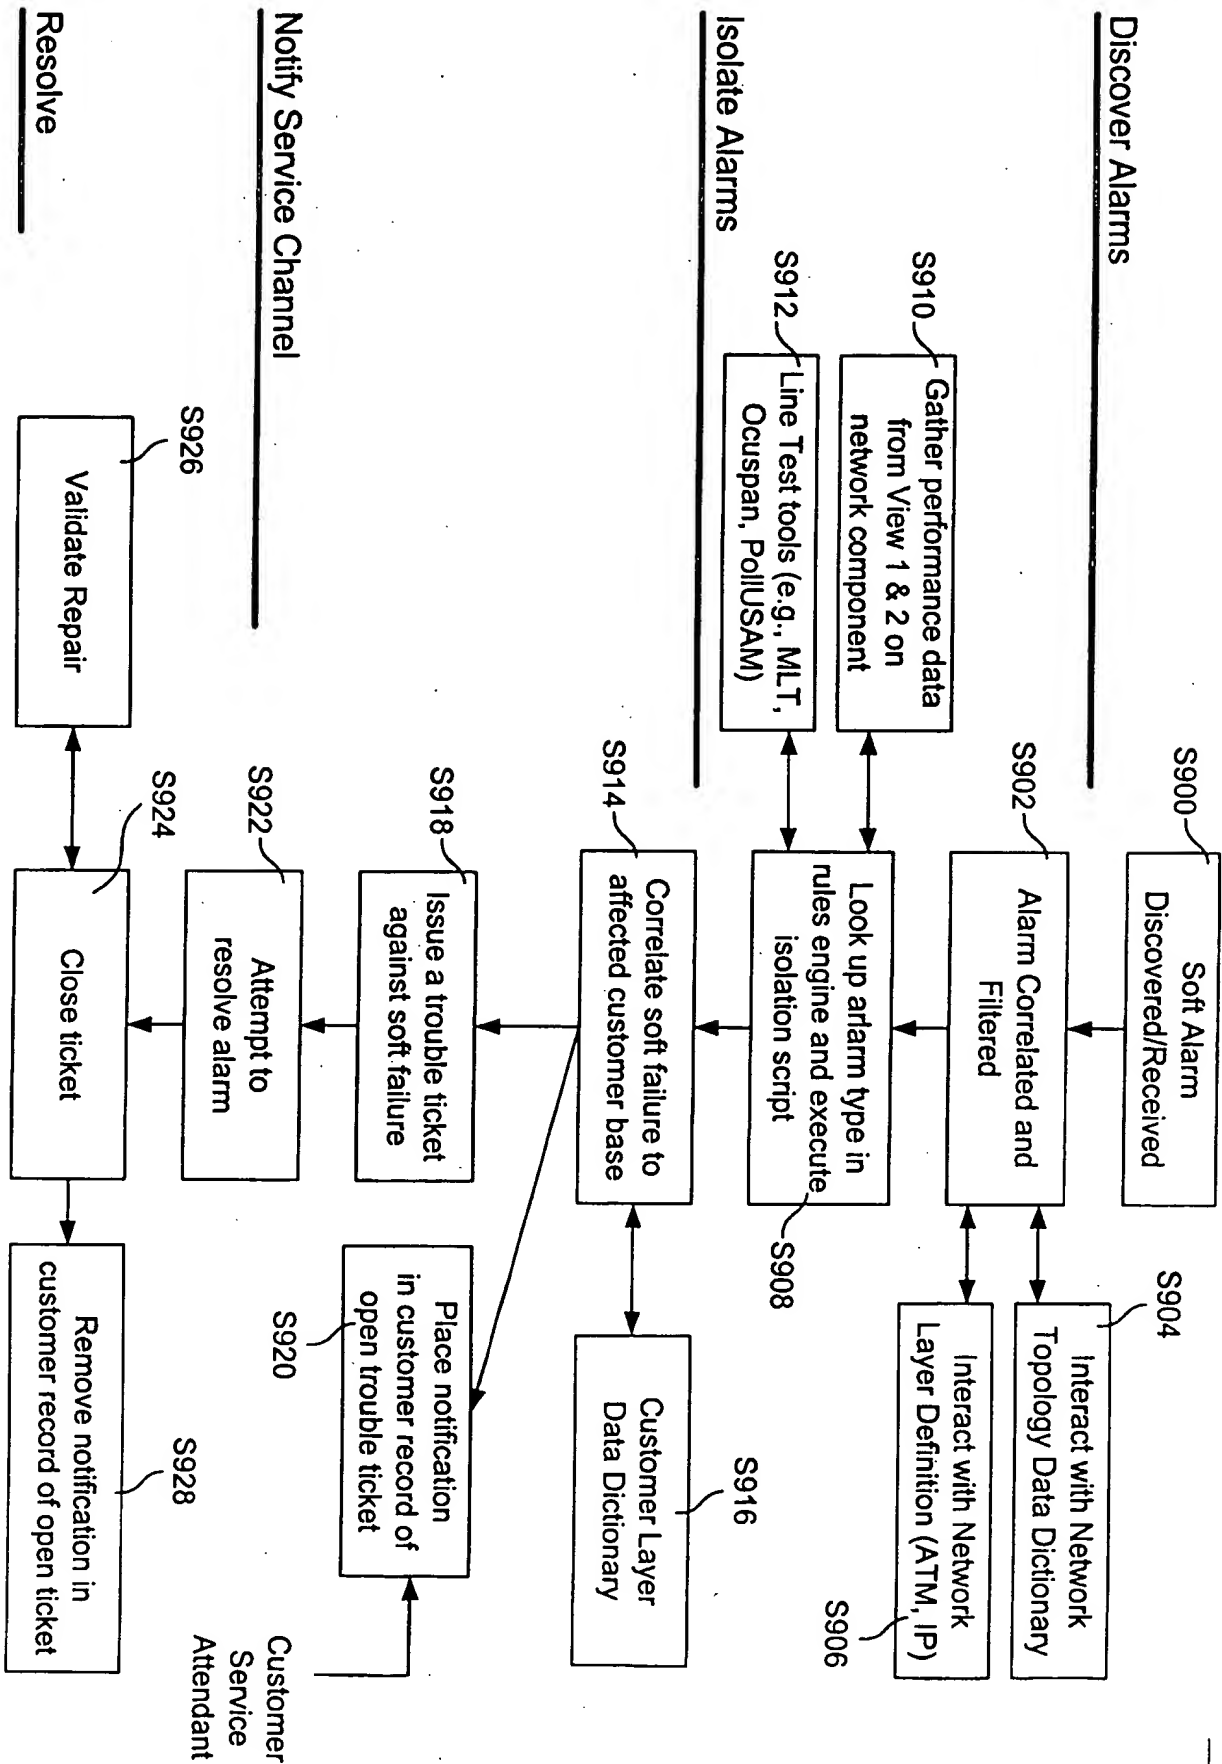 Discover Alarms
S900
Soft Alarm
Discovered/Received
S902
Alarm Correlated and
Filtered
S904
Interact with Network
Topology Data Dictionary
Interact with Network
Layer Definition (ATM, IP)
S906
S910
Gather performance data
from View 1 & 2 on
network component
S912
Line Test tools (e.g., MLT,
Ocuspan, PollUSAM)
Look up arlarm type in
rules engine and execute
isolation script
S908
Isolate Alarms
S914
Correlate soft failure to
affected customer base
S916
Customer Layer
Data Dictionary
S918
Issue a trouble ticket
against soft failure
Place notification
in customer record of
open trouble ticket
S920
Customer
Service
Attendant
S922
Attempt to
resolve alarm
Notify Service Channel
S924
Close ticket
S926
Validate Repair
S928
Remove notification in
customer record of open ticket
Resolve